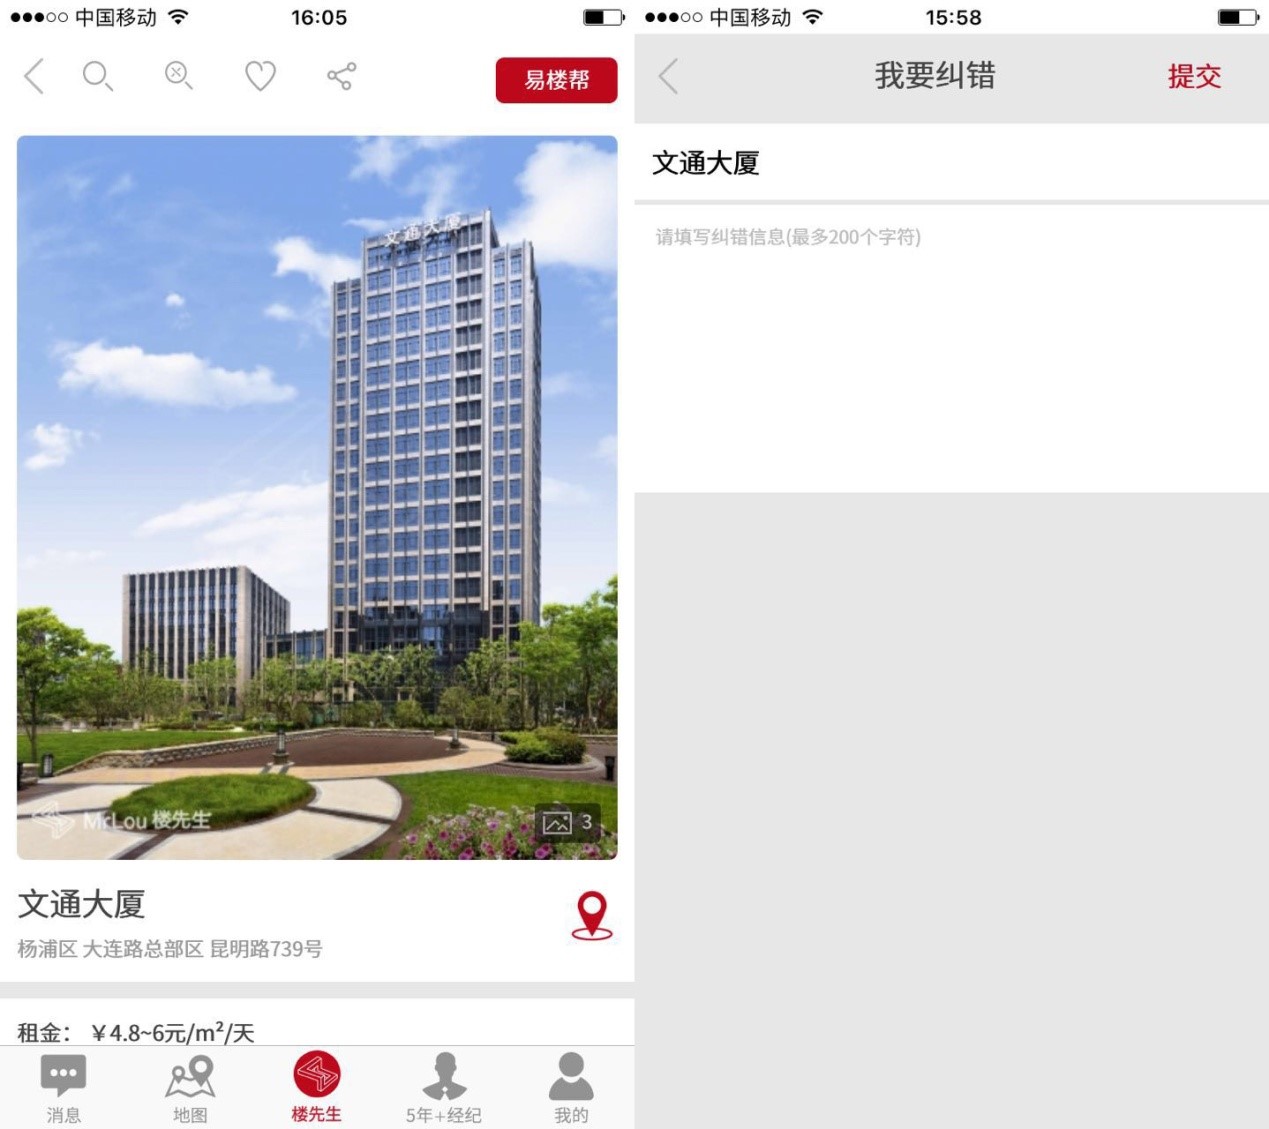 中国移动
16:05
易楼帮
文通大厦
MrLou 楼先生
3
文通大厦
杨浦区 大连路总部区 昆明路739号
租金: ￥4.8~6元/m²/天
消息
地图
楼先生
5年+经纪
我的
中国移动
15:58
我要纠错
提交
文通大厦
请填写纠错信息(最多200个字符)